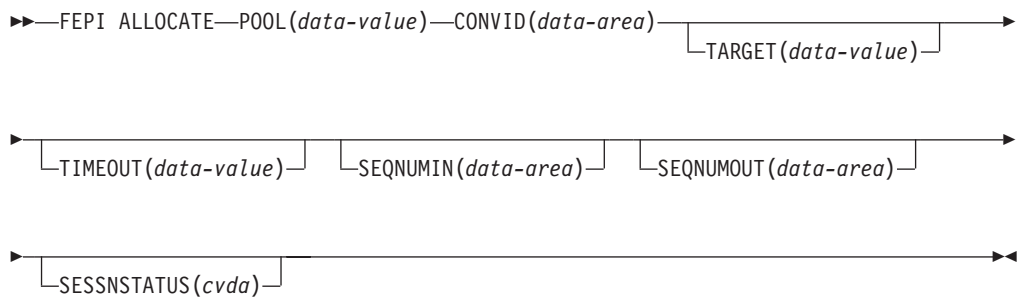 FEPI ALLOCATE POOL(data-value) CONVID(data-area)
TARGET(data-value)
TIMEOUT(data-value) SEQNUMIN(data-area) SEQNUMOUT(data-area)
SESSNSTATUS(cvda)